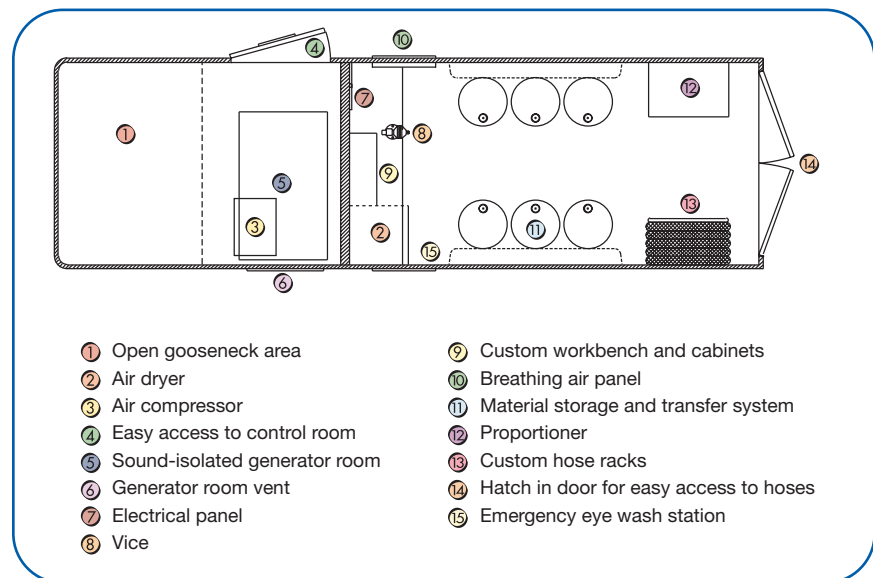 4
10
12
7
1
8
14
9
5
13
3
11
2
15
6
1 Open gooseneck area
2 Air dryer
3 Air compressor
4 Easy access to control room
5 Sound-isolated generator room
6 Generator room vent
7 Electrical panel
8 Vice
9 Custom workbench and cabinets
10 Breathing air panel
11 Material storage and transfer system
12 Proportioner
13 Custom hose racks
14 Hatch in door for easy access to hoses
15 Emergency eye wash station